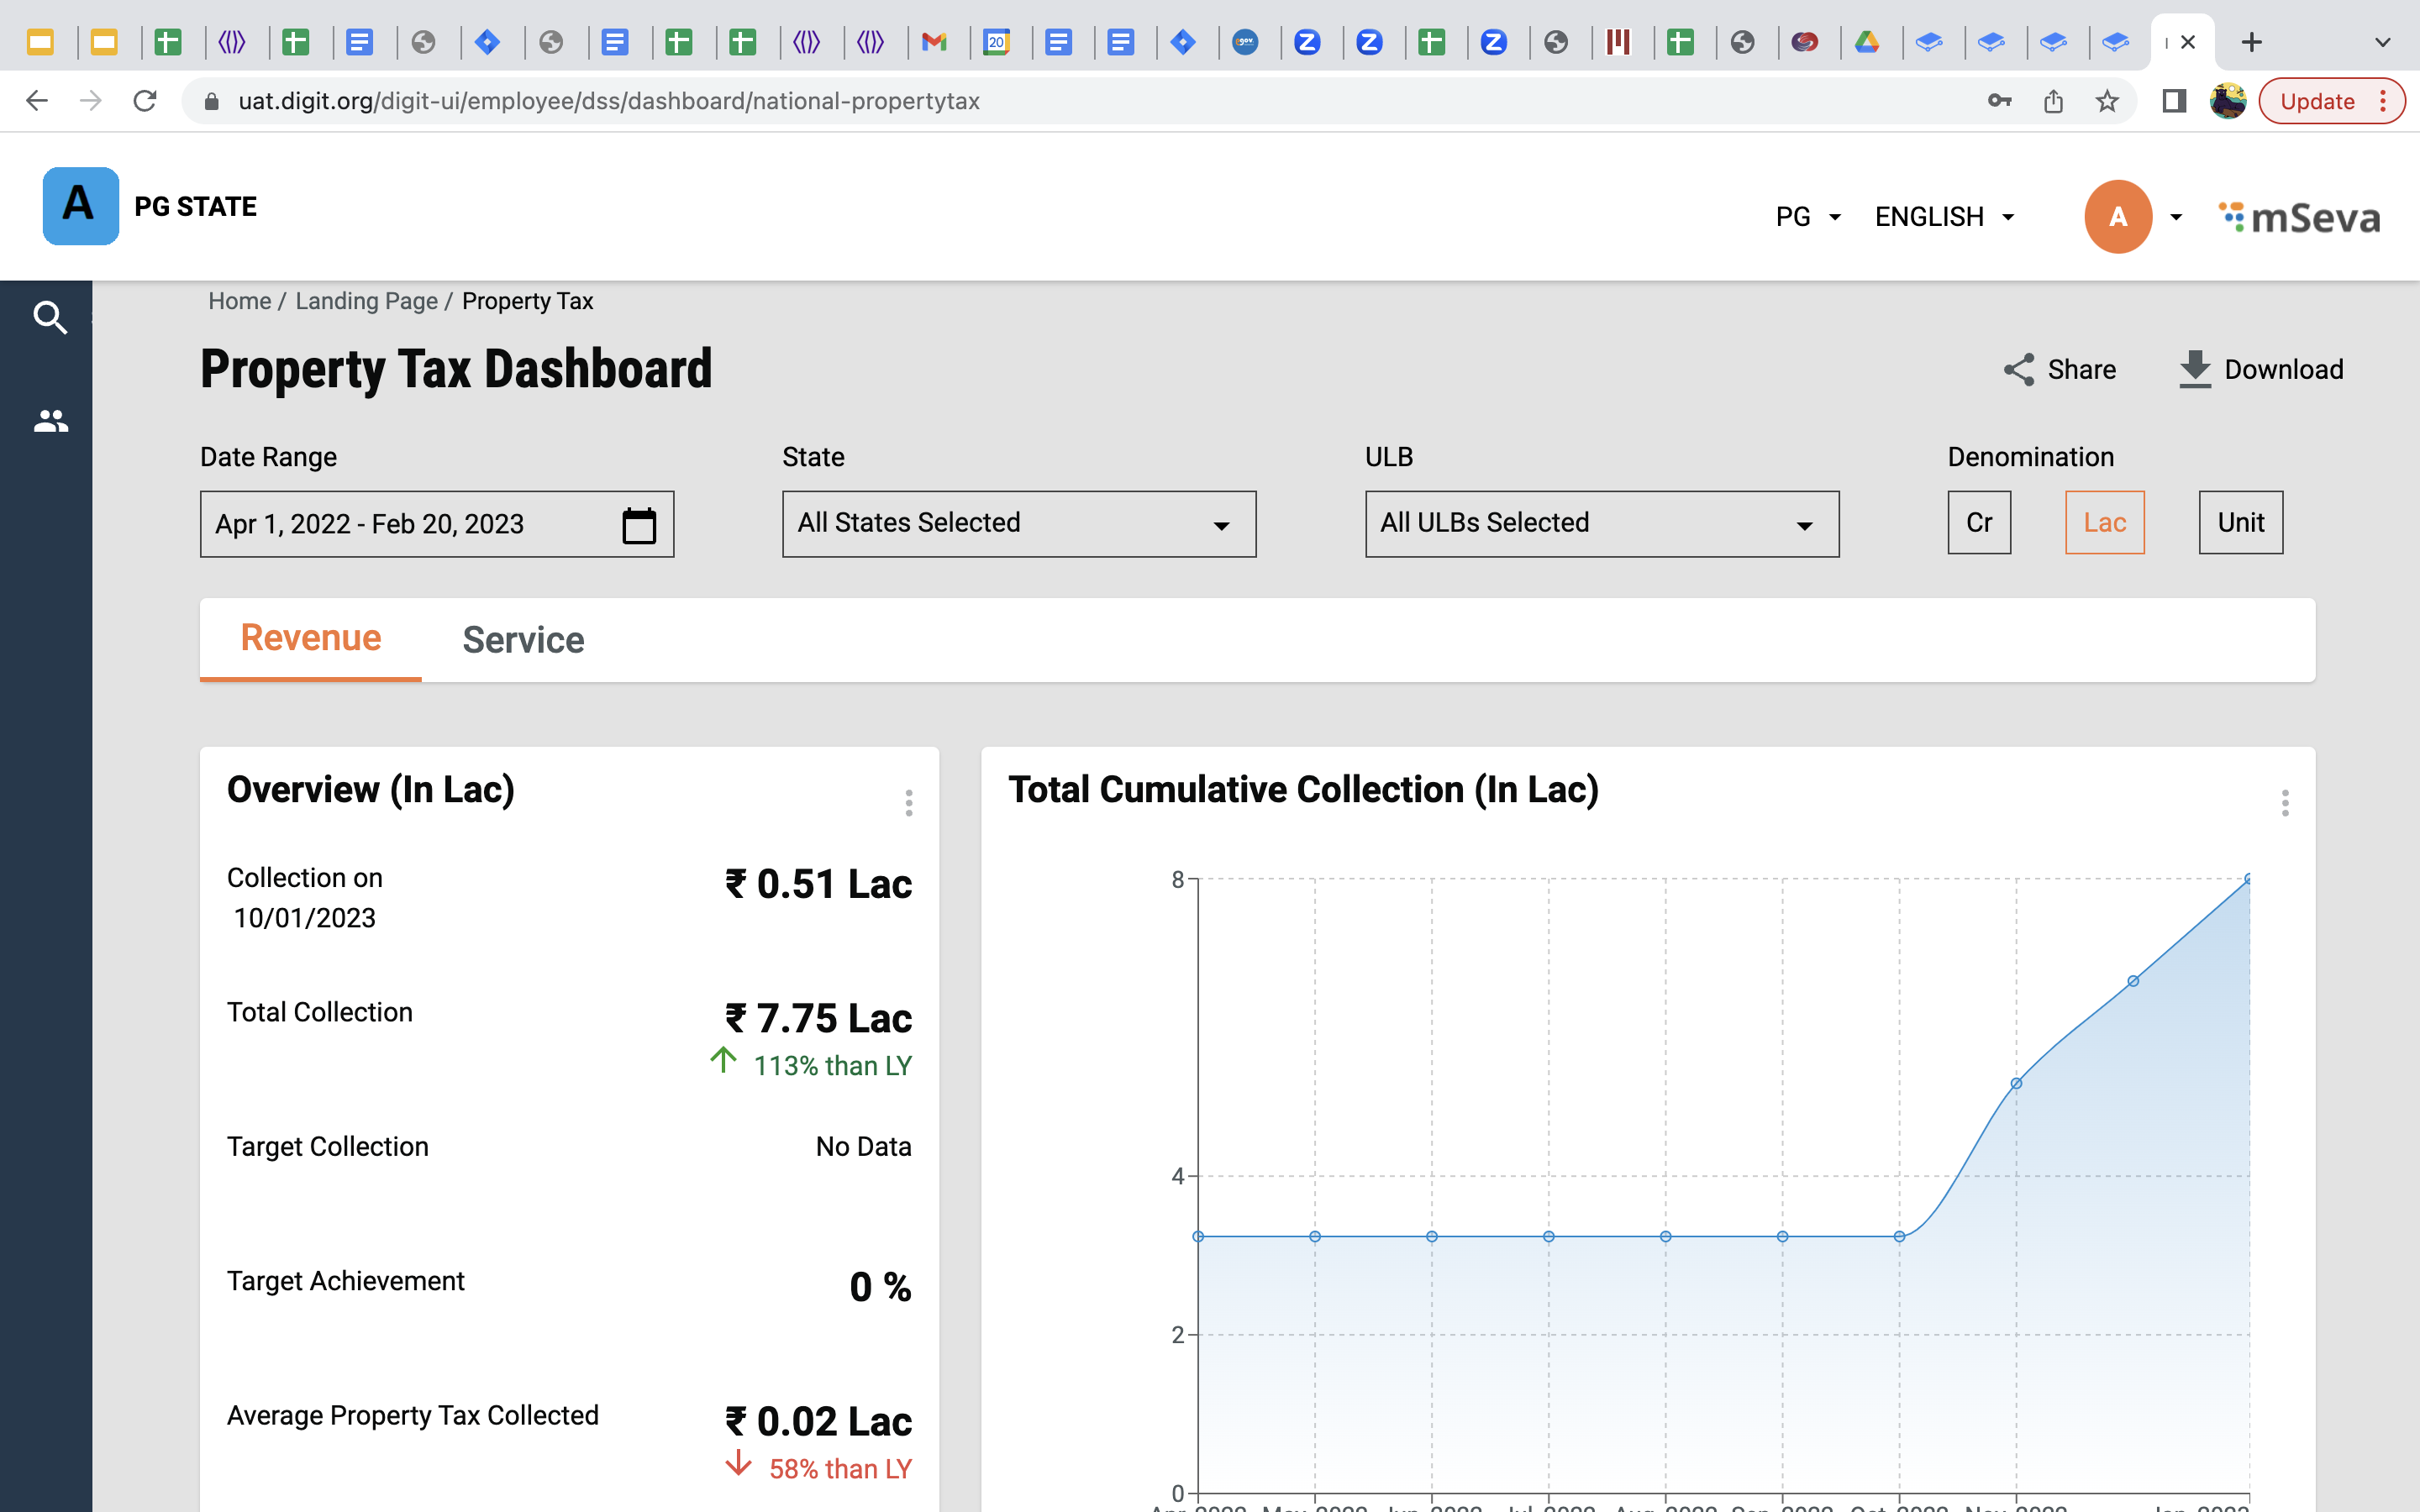 uat.digit.org/digit-ui/employee/dss/dashboard/national-propertytax
Update
A PG STATE
PG ENGLISH A mSeva
Home / Landing Page / Property Tax
Property Tax Dashboard
Share Download
Date Range State ULB Denomination
Apr 1, 2022 - Feb 20, 2023 All States Selected All ULBs Selected Cr Lac Unit
Revenue Service
Overview (In Lac)
Collection on
10/01/2023
₹ 0.51 Lac
Total Collection ₹ 7.75 Lac
113% than LY
Target Collection No Data
Target Achievement 0 %
Average Property Tax Collected ₹ 0.02 Lac
58% than LY
Total Cumulative Collection (In Lac)
8
4
2
0